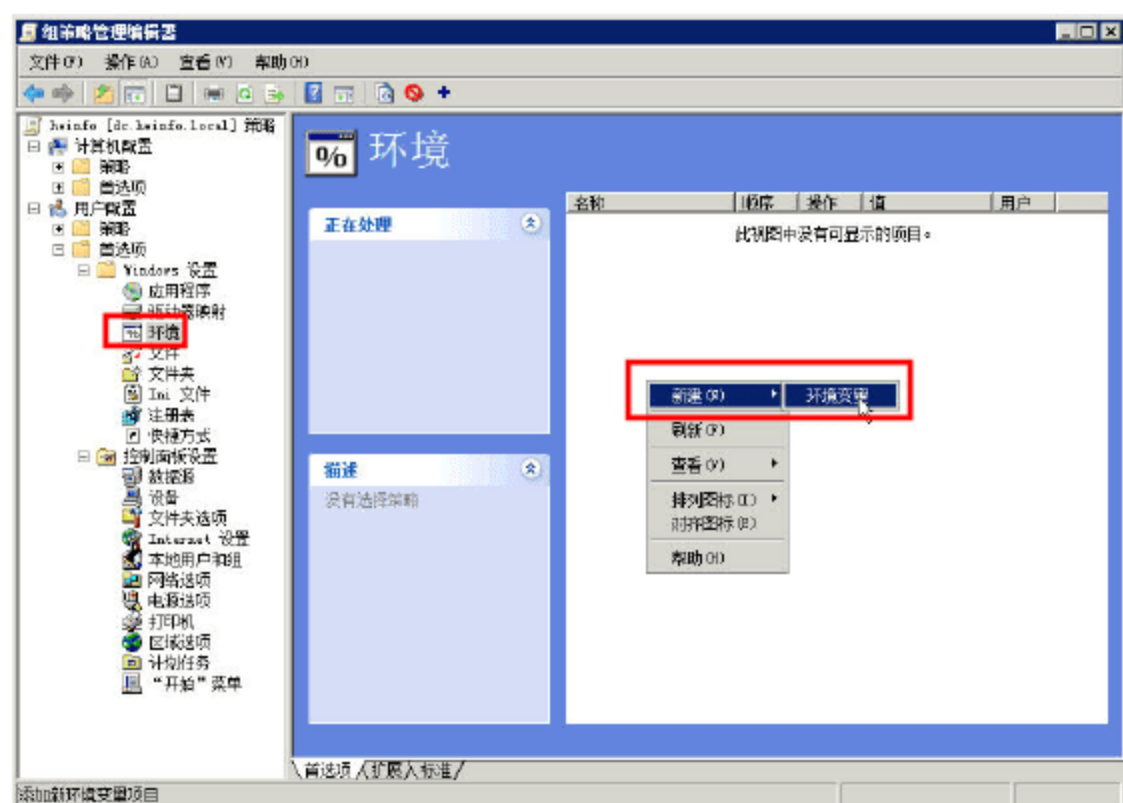 组策略管理编辑器
文件(F) 操作(A) 查看(V) 帮助(H)
heinfo [dc.heinfo.local] 策略
计算机配置
策略
首选项
用户配置
策略
首选项
Windows 设置
应用程序
驱动器映射
环境
文件
文件夹
Ini 文件
注册表
快捷方式
控制面板设置
数据源
设备
文件夹选项
Internet 设置
本地用户和组
网络选项
电源选项
打印机
区域选项
计划任务
“开始”菜单
环境
正在处理
描述
没有选择策略
名称 顺序 操作 值 用户
此视图中没有可显示的项目。
新建(N) 环境变量
刷新(F)
查看(V)
排列图标(I)
对齐图标(E)
帮助(H)
首选项 扩展 标准
添加新环境变量项目